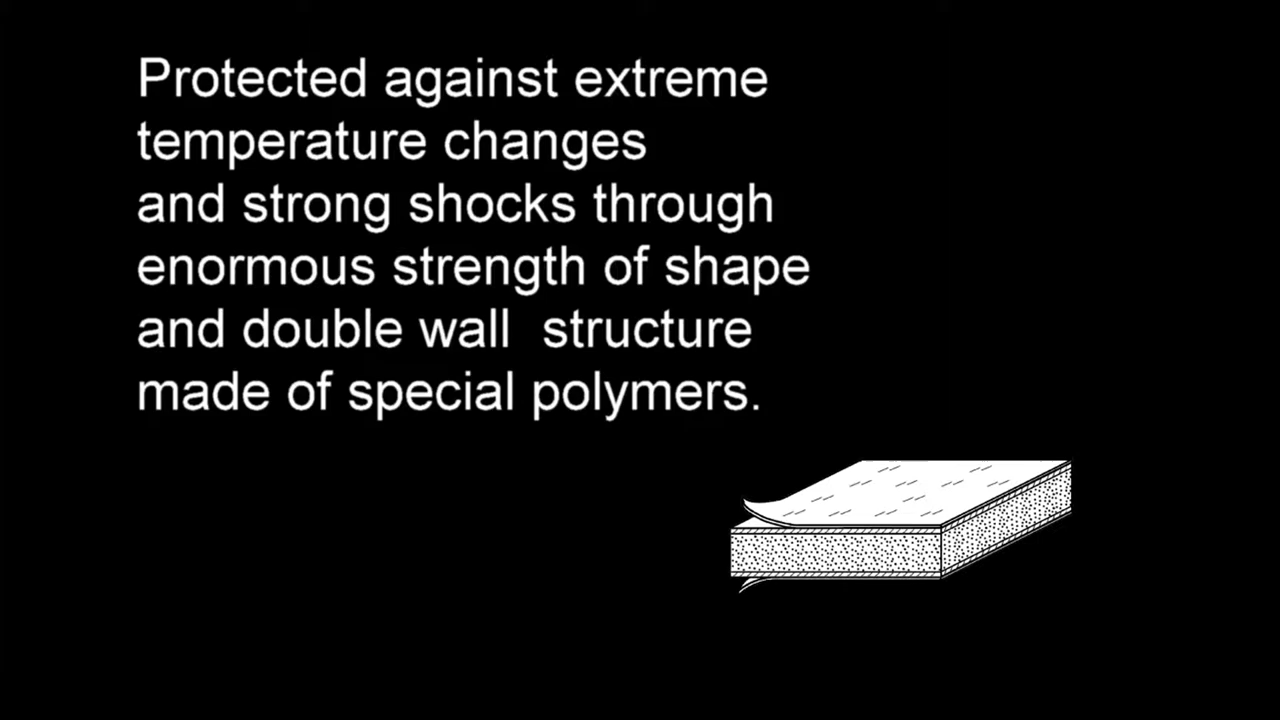 Protected against extreme
temperature changes
and strong shocks through
enormous strength of shape
and double wall  structure
made of special polymers.